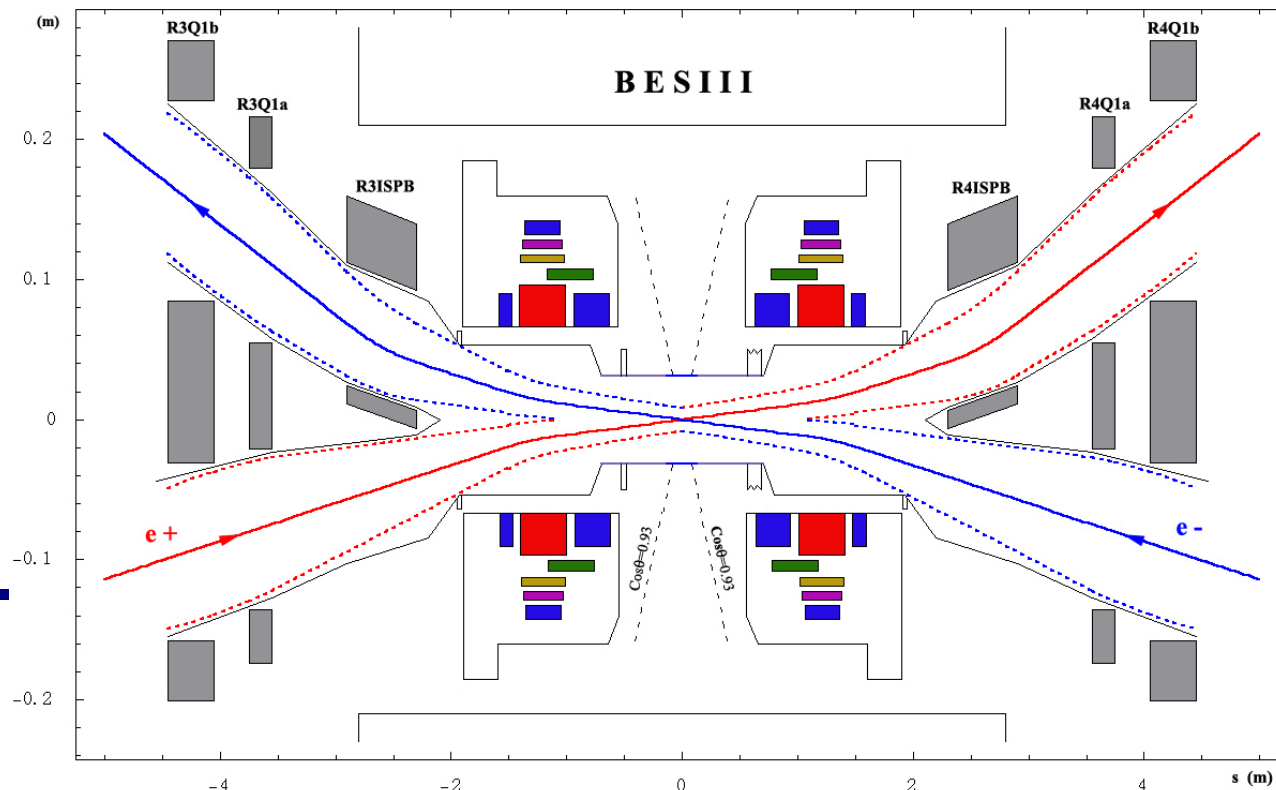 (m)
R3Q1b
R4Q1b
B E S I I I
R3Q1a
R4Q1a
0.2
R3ISPB
R4ISPB
0.1
0
e +
e -
Cosθ=0.93
Cosθ=0.93
-0.1
-0.2
-4
-2
0
2
4
s (m)